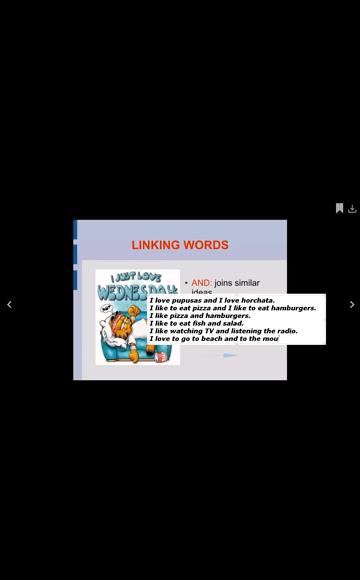 LINKING WORDS
I JUST LOVE
WEDNESDAY
• AND: joins similar
ideas
I love pupusas and I love horchata.
I like to eat pizza and I like to eat hamburgers.
I like pizza and hamburgers.
I like to eat fish and salad.
I like watching TV and listening the radio.
I love to go to beach and to the mou